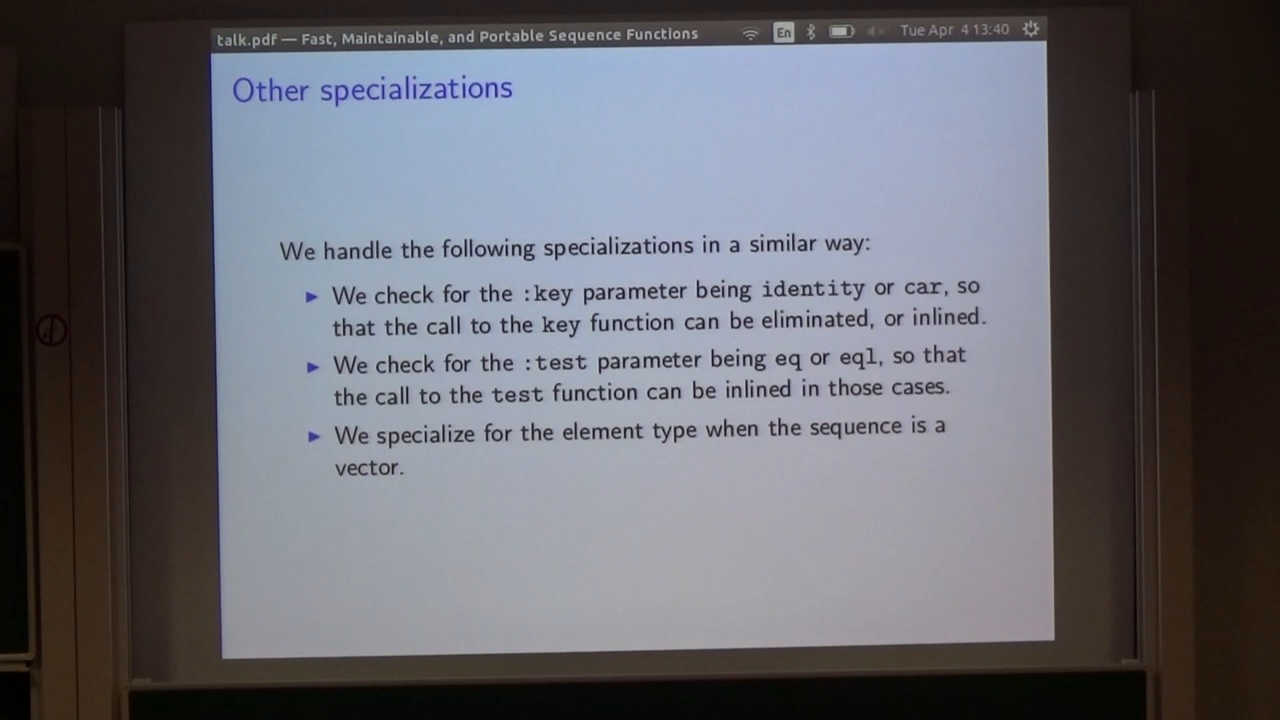 talk.pdf — Fast, Maintainable, and Portable Sequence Functions En Tue Apr 4 13:40
Other specializations
We handle the following specializations in a similar way:
► We check for the :key parameter being identity or car, so
that the call to the key function can be eliminated, or inlined.
► We check for the :test parameter being eq or eql, so that
the call to the test function can be inlined in those cases.
► We specialize for the element type when the sequence is a
vector.